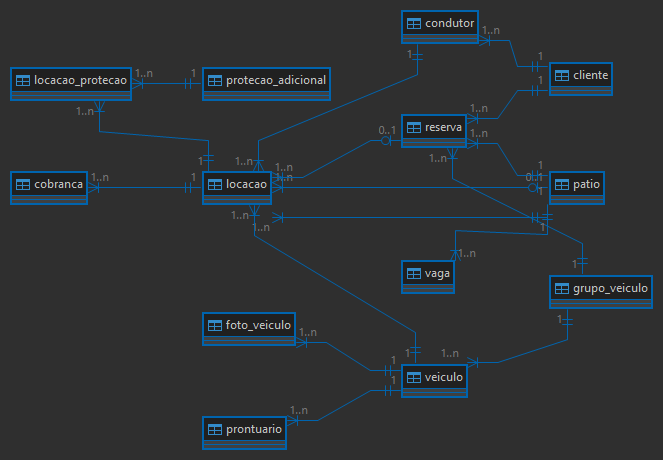 condutor
1..n
1
1
cliente
1
1..n
locacao_protecao
1..n
1
protecao_adicional
1..n
0..1
reserva
1..n
1..n
1
1..n
1..n
1..n
cobranca
1..n
1
locacao
1
0..1
1
patio
1..n
1..n
1
vaga
1..n
1
grupo_veiculo
1
foto_veiculo
1..n
1
1..n
1
1
veiculo
1..n
prontuario